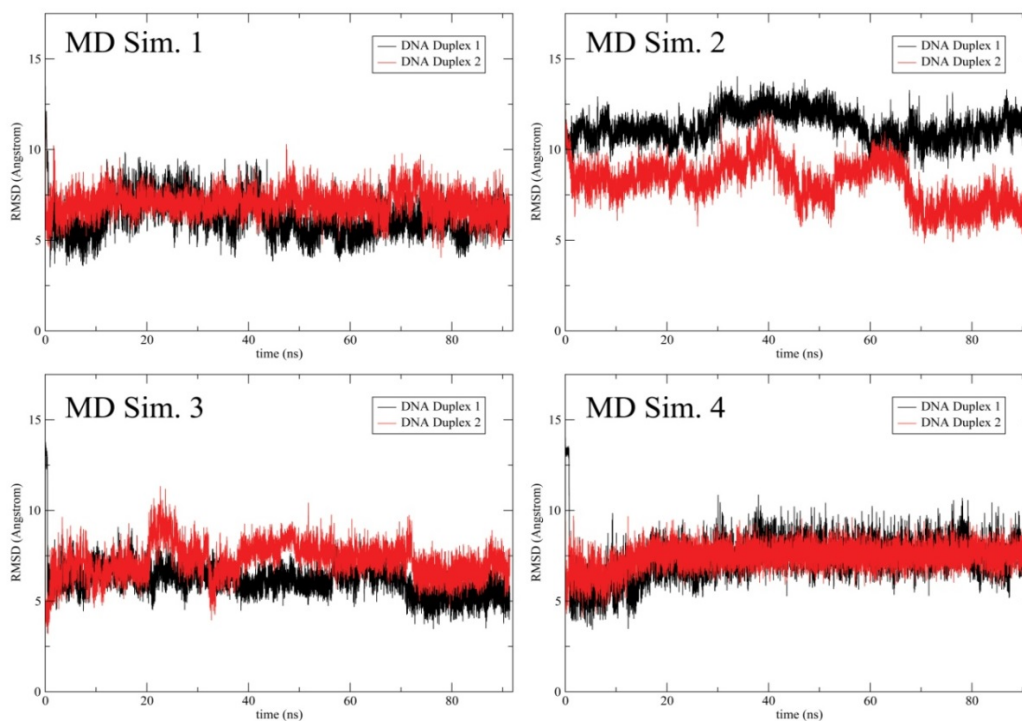 MD Sim. 1
DNA Duplex 1
DNA Duplex 2
RMSD (Angstrom)
15
10
5
0
0 20 40 60 80
time (ns)
MD Sim. 2
DNA Duplex 1
DNA Duplex 2
RMSD (Angstrom)
15
10
5
0
0 20 40 60 80
time (ns)
MD Sim. 3
DNA Duplex 1
DNA Duplex 2
RMSD (Angstrom)
15
10
5
0
0 20 40 60 80
time (ns)
MD Sim. 4
DNA Duplex 1
DNA Duplex 2
RMSD (Angstrom)
15
10
5
0
0 20 40 60 80
time (ns)